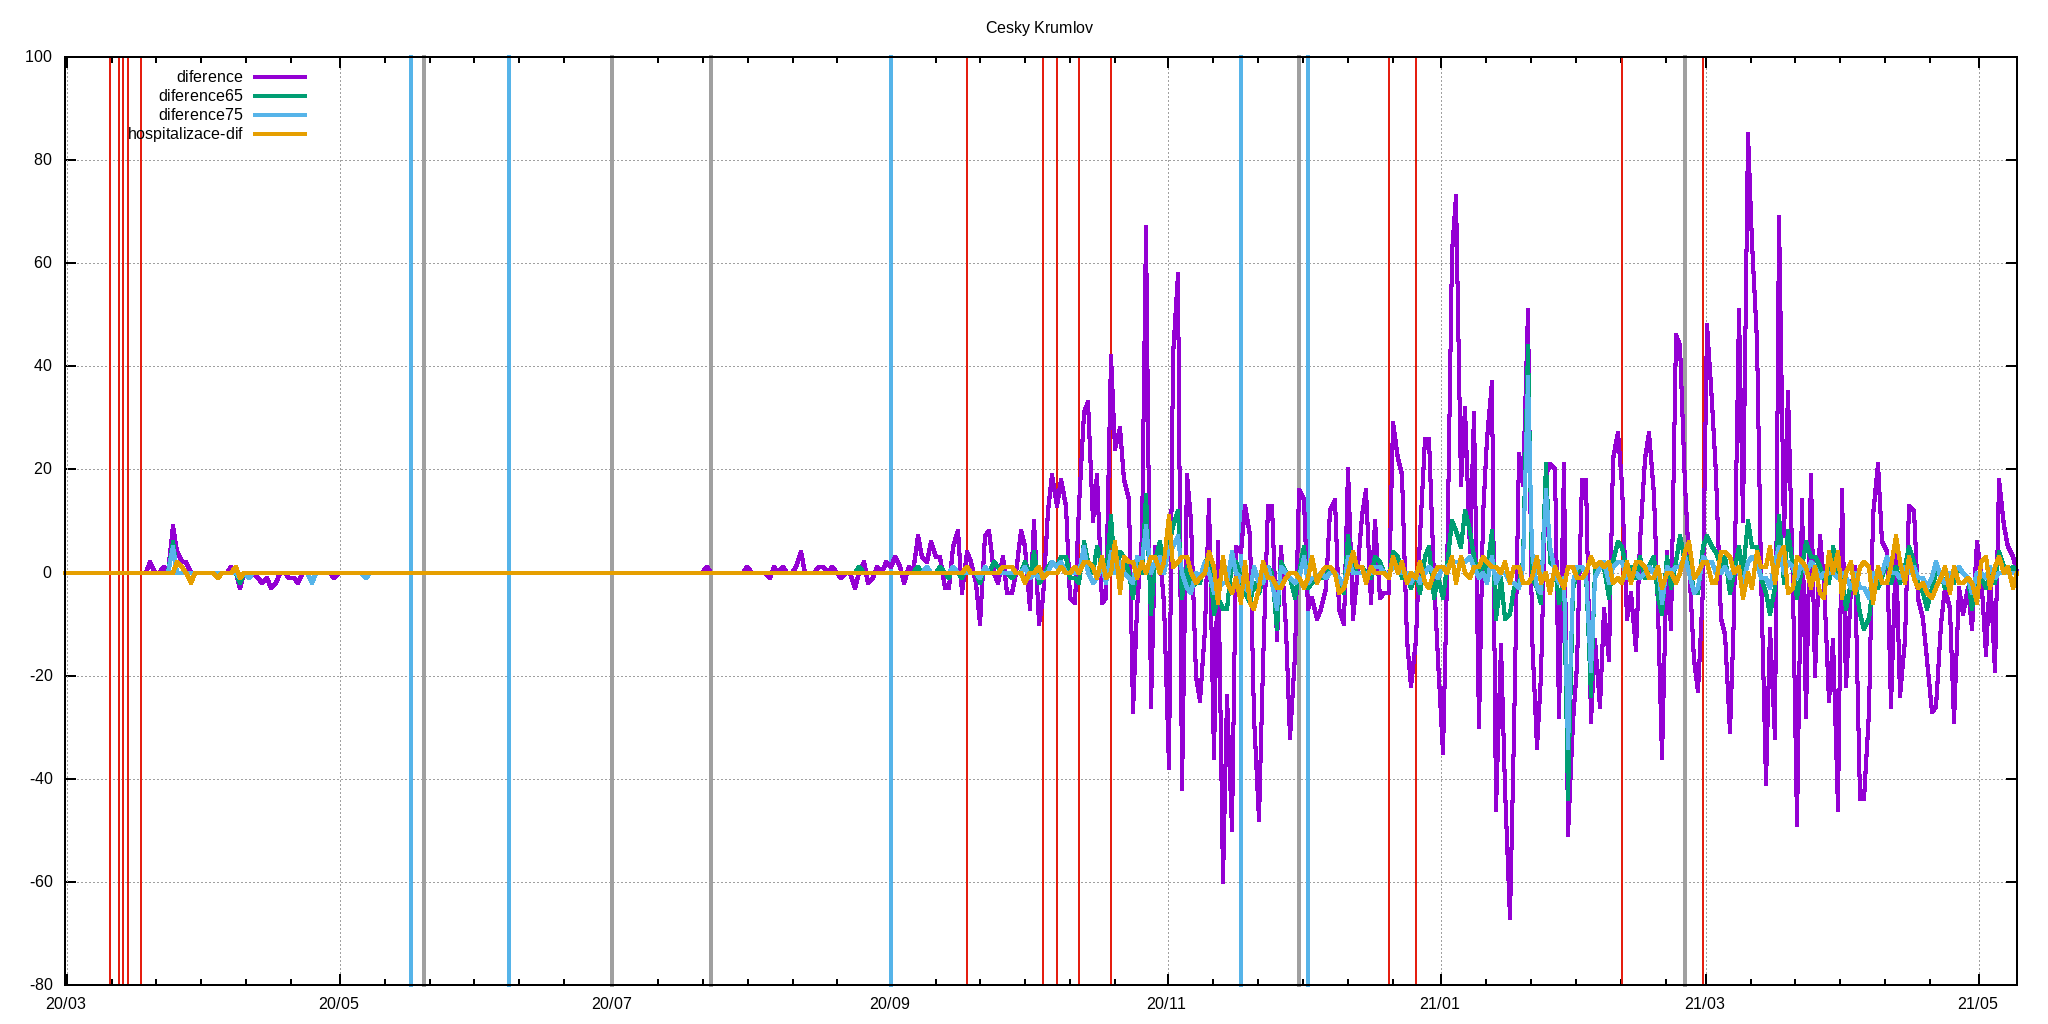 Cesky Krumlov
diference
diference65
diference75
hospitalizace-dif
100
80
60
40
20
0
-20
-40
-60
-80
20/03 20/05 20/07 20/09 20/11 21/01 21/03 21/05